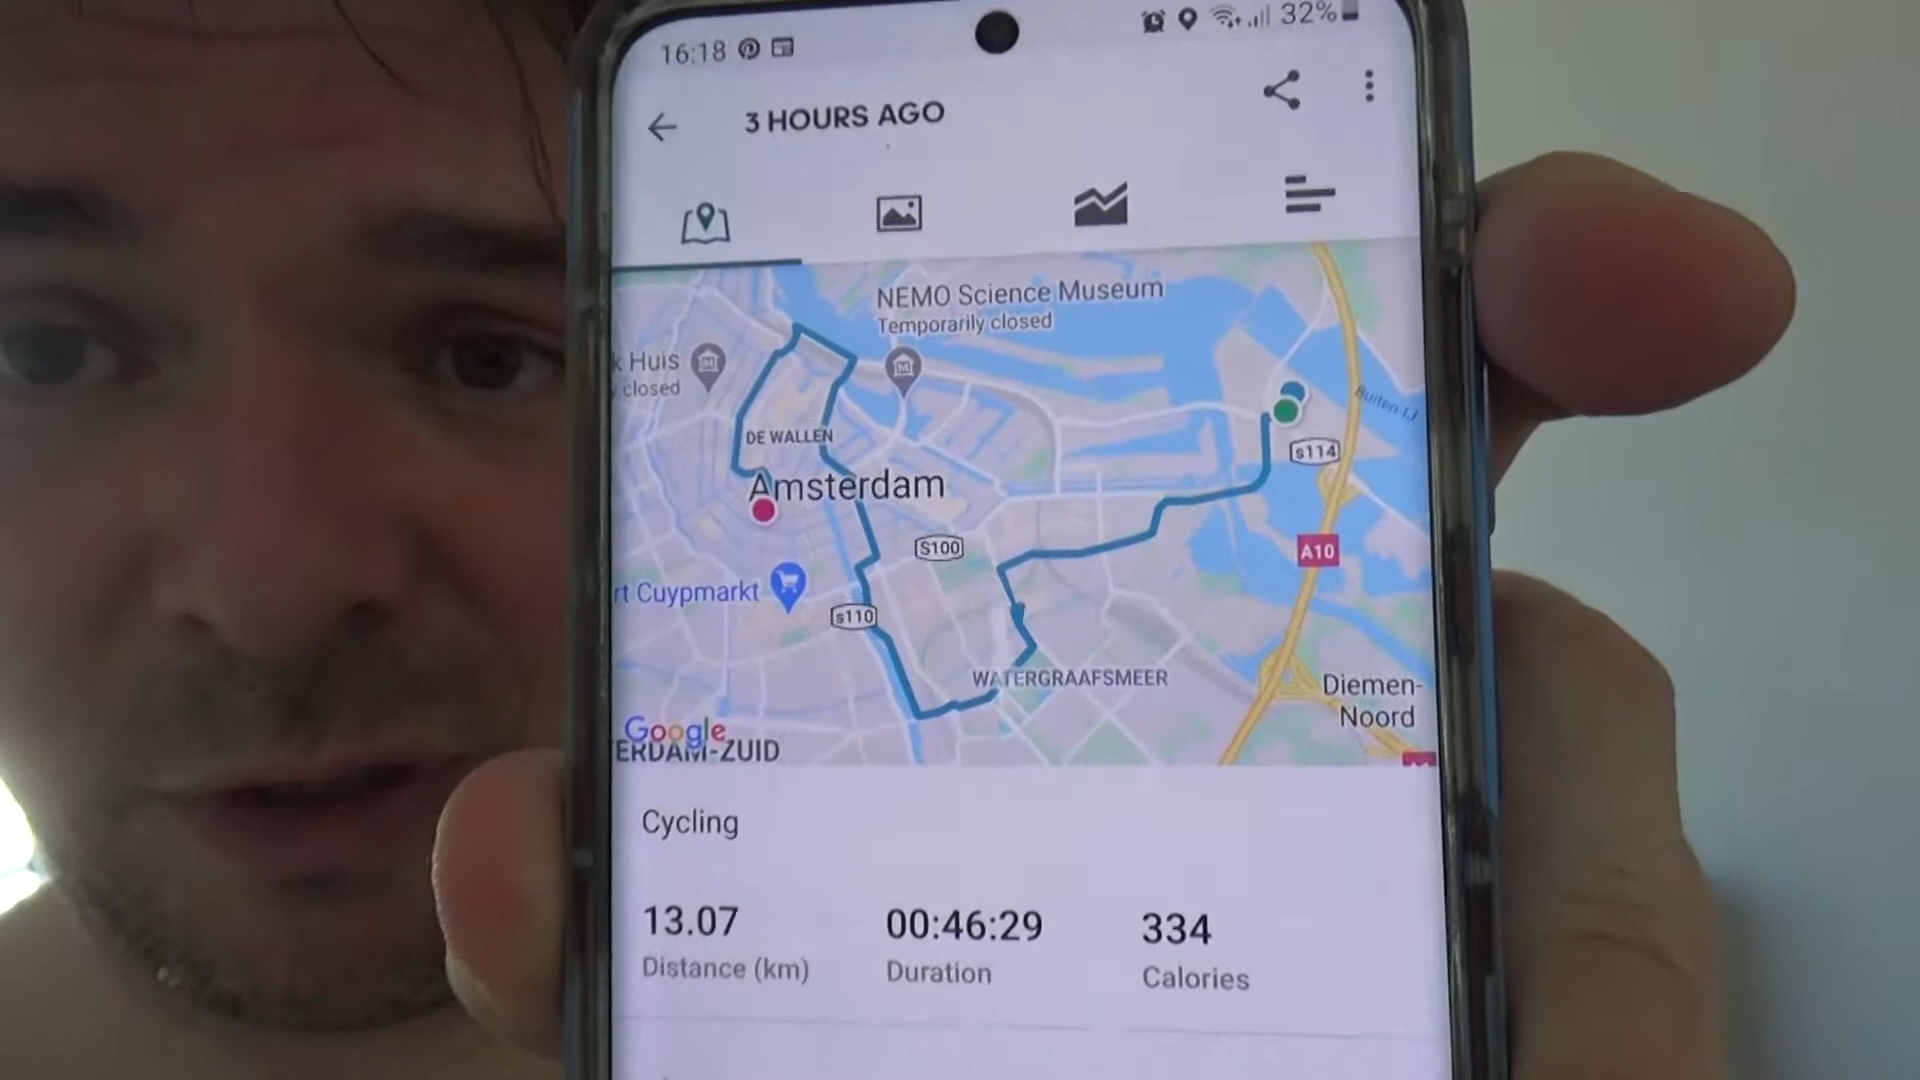 16:18
32%
3 HOURS AGO
NEMO Science Museum
Temporarily closed
k Huis
closed
Buiten-IJ
DE WALLEN
s114
Amsterdam
S100
A10
rt Cuypmarkt
s110
WATERGRAAFSMEER
Diemen-
Noord
Google
ERDAM-ZUID
Cycling
13.07 00:46:29 334
Distance (km) Duration Calories